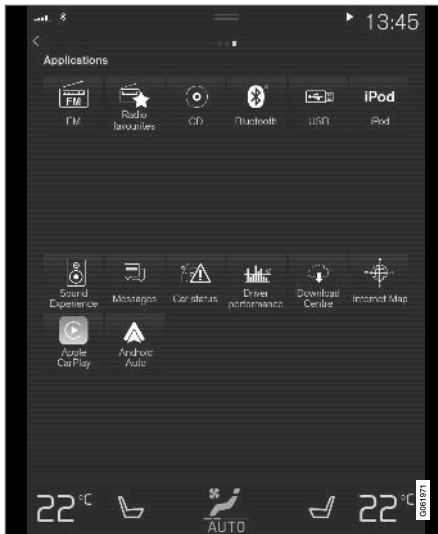 13:45
Applications
FM
FM
Radio
favourites
CD
Bluetooth
USB
iPod
iPod
Sound
Experience
Messages
Car status
Driver
performance
Download
Centre
Internet Map
Apple
CarPlay
Android
Auto
22°C
AUTO
22°C
G061971